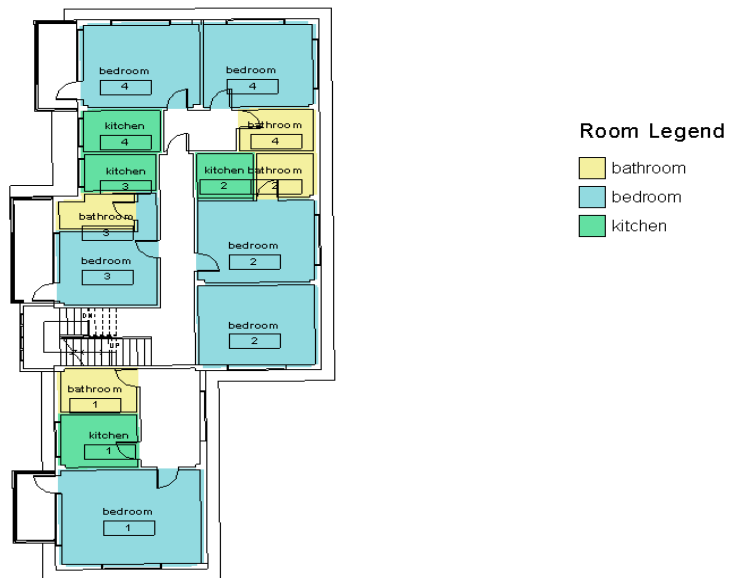 bedroom
4
bedroom
4
kitchen
4
bathroom
4
kitchen
3
kitchen
2
bathroom
2
bathroom
3
bedroom
3
bedroom
2
bedroom
2
DN
UP
bathroom
1
kitchen
1
bedroom
1
Room Legend
bathroom
bedroom
kitchen